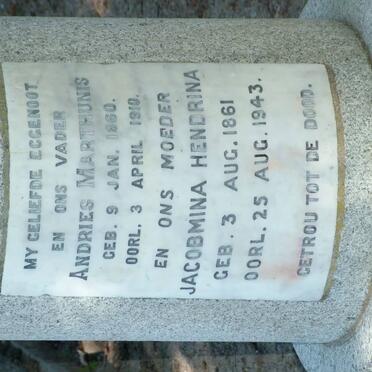 MY GELIEFDE EGGENOOT
EN ONS VADER
ANDRIES MARTHUNIS
GEB. 9 JAN. 1860.
OORL. 3 APRIL 1910.
EN ONS MOEDER
JACOBMINA HENDRINA
GEB. 3 AUG. 1861
OORL. 25 AUG. 1943.
GETROU TOT DE DOOD.